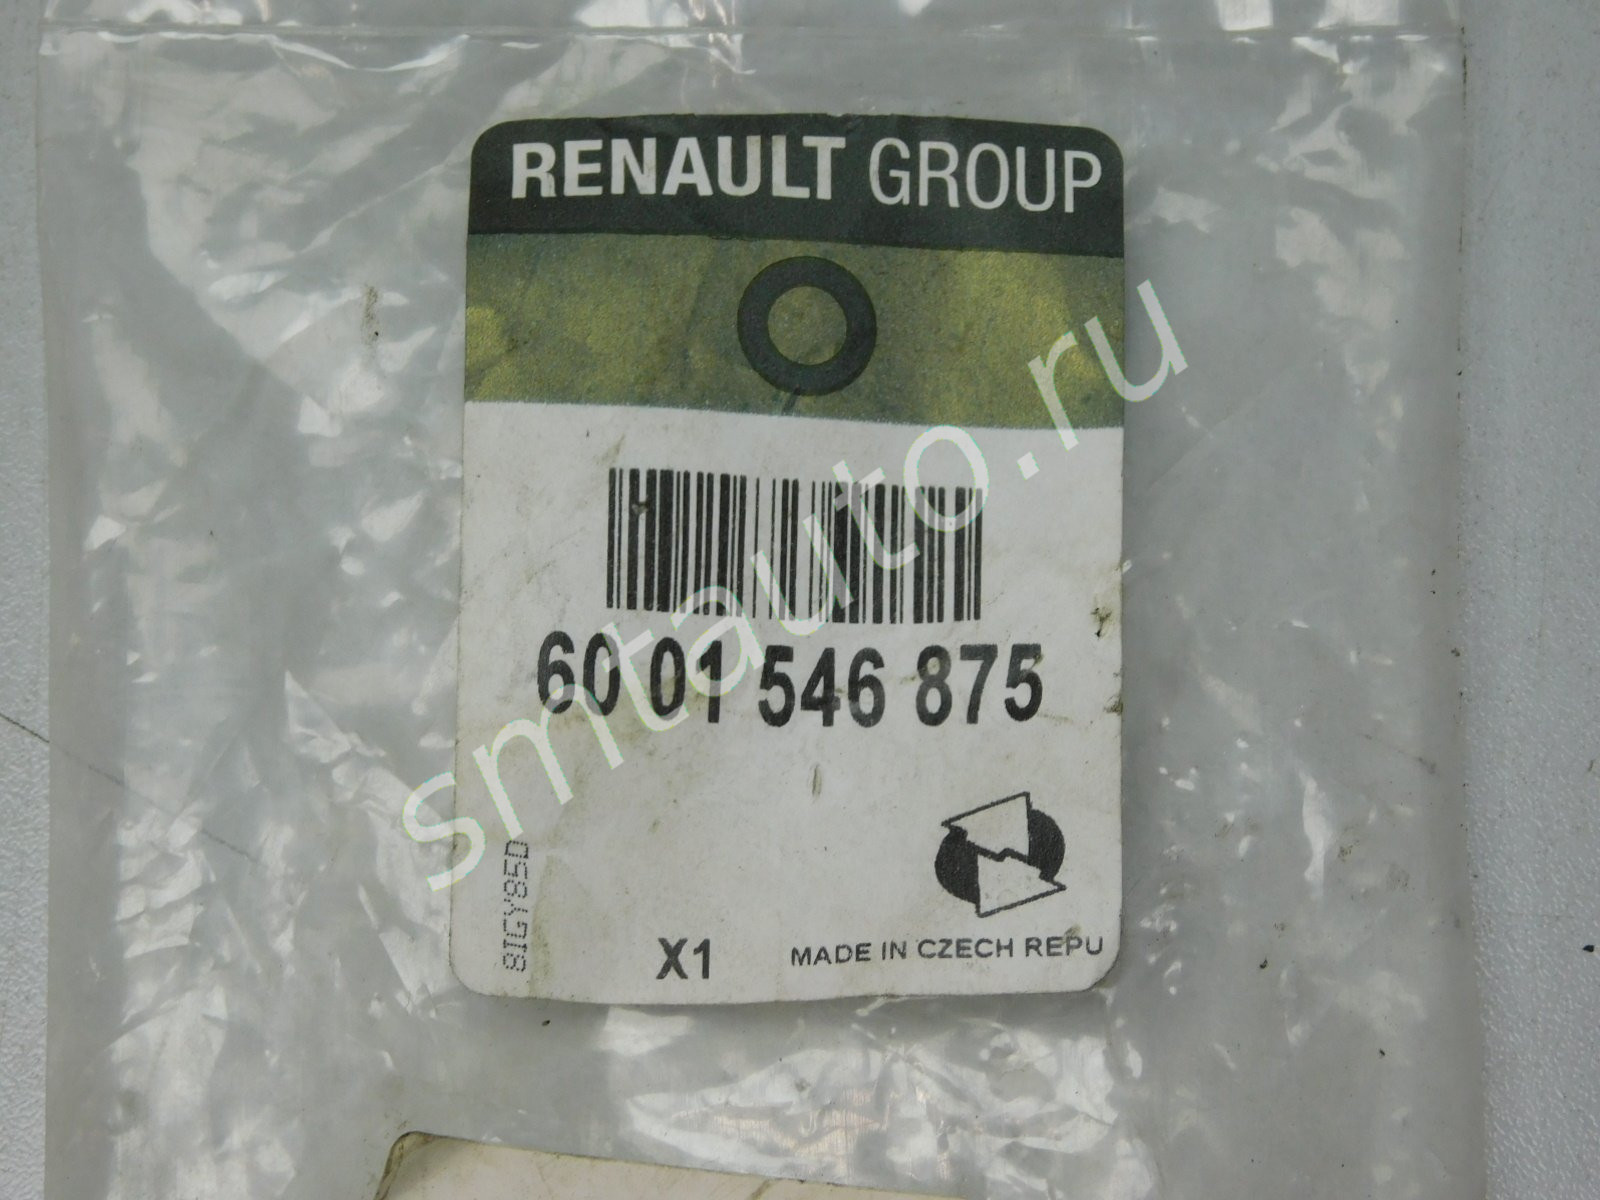 RENAULT GROUP
60 01 546 875
8IGY85D
X1
MADE IN CZECH REPU
smtauto.ru